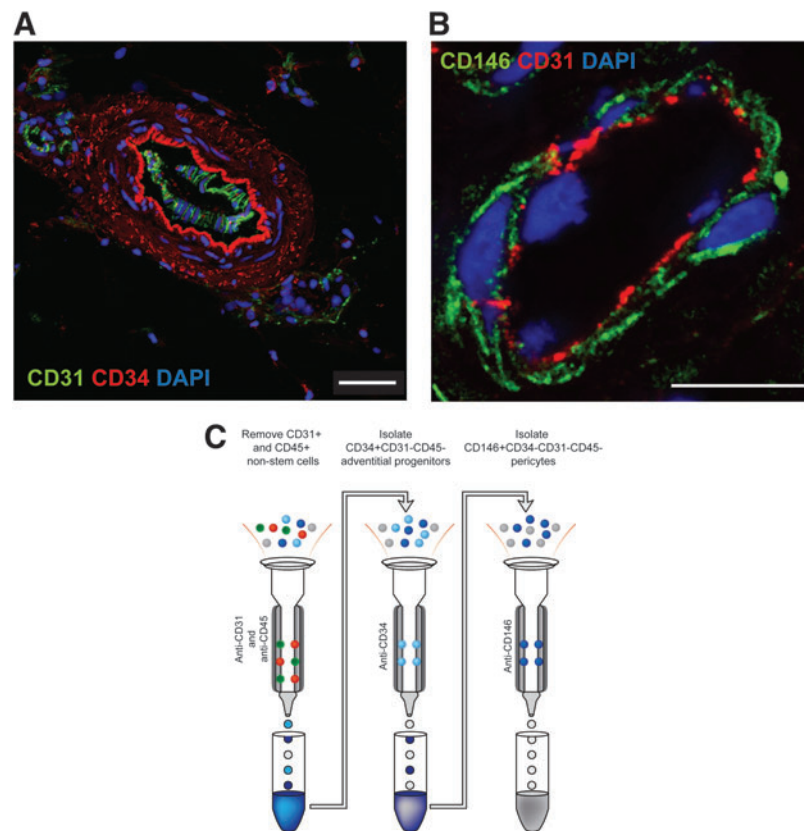 A
CD31 CD34 DAPI
B
CD146 CD31 DAPI
C
Remove CD31+
and CD45+
non-stem cells
Isolate
CD34+CD31-CD45-
adventitial progenitors
Isolate
CD146+CD34-CD31-CD45-
pericytes
Anti-CD31
and
anti-CD45
Anti-CD34
Anti-CD146